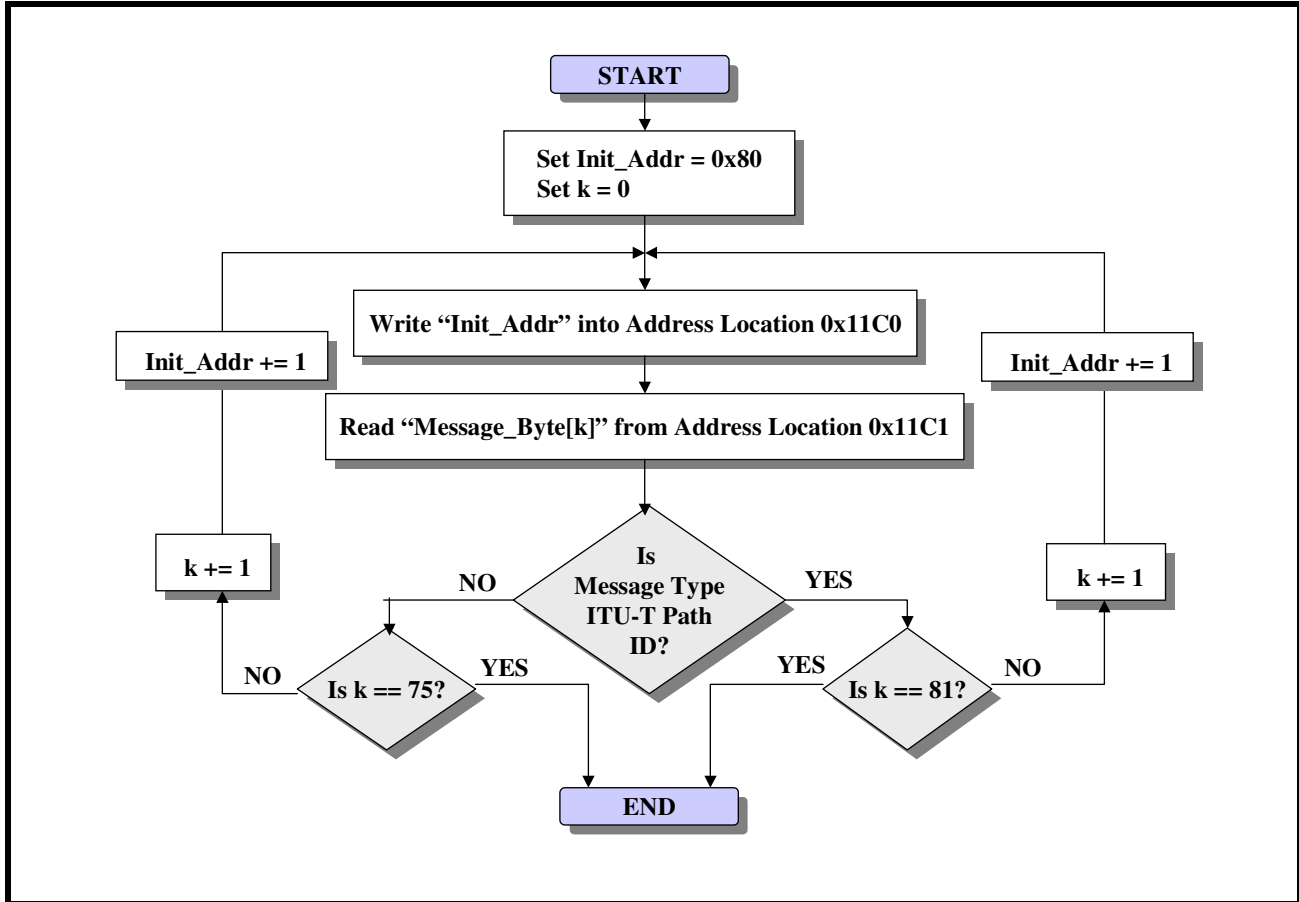 START
Set Init_Addr = 0x80
Set k = 0
Write “Init_Addr” into Address Location 0x11C0
Init_Addr += 1
Init_Addr += 1
Read “Message_Byte[k]” from Address Location 0x11C1
k += 1
k += 1
Is
Message Type
ITU-T Path
ID?
NO
YES
NO
Is k == 75?
YES
YES
Is k == 81?
NO
END